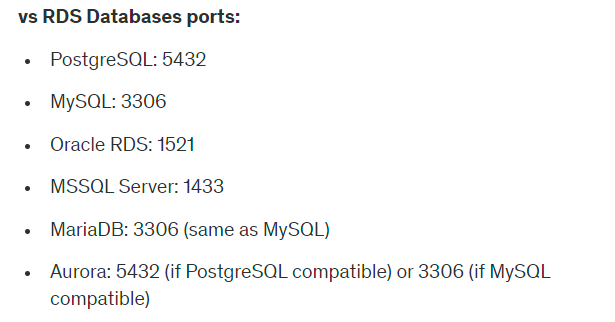 vs RDS Databases ports:
• PostgreSQL: 5432
• MySQL: 3306
• Oracle RDS: 1521
• MSSQL Server: 1433
• MariaDB: 3306 (same as MySQL)
• Aurora: 5432 (if PostgreSQL compatible) or 3306 (if MySQL
compatible)